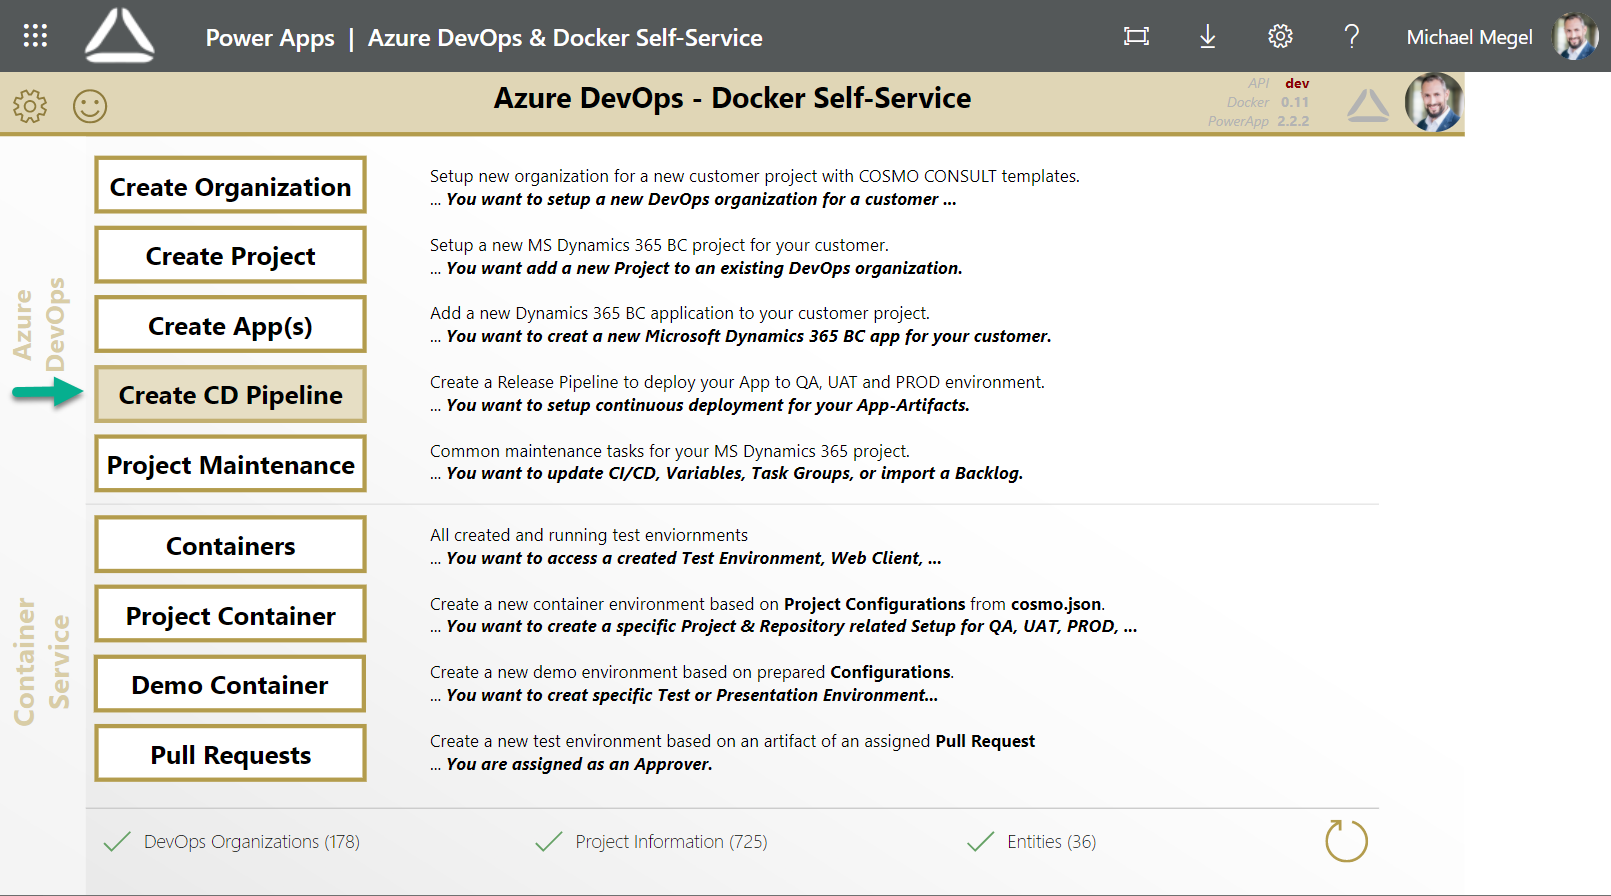 Power Apps | Azure DevOps & Docker Self-Service
Michael Megel
Azure DevOps - Docker Self-Service
API dev
Docker 0.11
PowerApp 2.2.2
Azure
DevOps
Create Organization
Setup new organization for a new customer project with COSMO CONSULT templates.
... You want to setup a new DevOps organization for a customer ...
Create Project
Setup a new MS Dynamics 365 BC project for your customer.
... You want add a new Project to an existing DevOps organization.
Create App(s)
Add a new Dynamics 365 BC application to your customer project.
... You want to creat a new Microsoft Dynamics 365 BC app for your customer.
Create CD Pipeline
Create a Release Pipeline to deploy your App to QA, UAT and PROD environment.
... You want to setup continuous deployment for your App-Artifacts.
Project Maintenance
Common maintenance tasks for your MS Dynamics 365 project.
... You want to update CI/CD, Variables, Task Groups, or import a Backlog.
Container
Service
Containers
All created and running test enviornments
... You want to access a created Test Environment, Web Client, ...
Project Container
Create a new container environment based on Project Configurations from cosmo.json.
... You want to create a specific Project & Repository related Setup for QA, UAT, PROD, ...
Demo Container
Create a new demo environment based on prepared Configurations.
... You want to creat specific Test or Presentation Environment...
Pull Requests
Create a new test environment based on an artifact of an assigned Pull Request
... You are assigned as an Approver.
DevOps Organizations (178)
Project Information (725)
Entities (36)